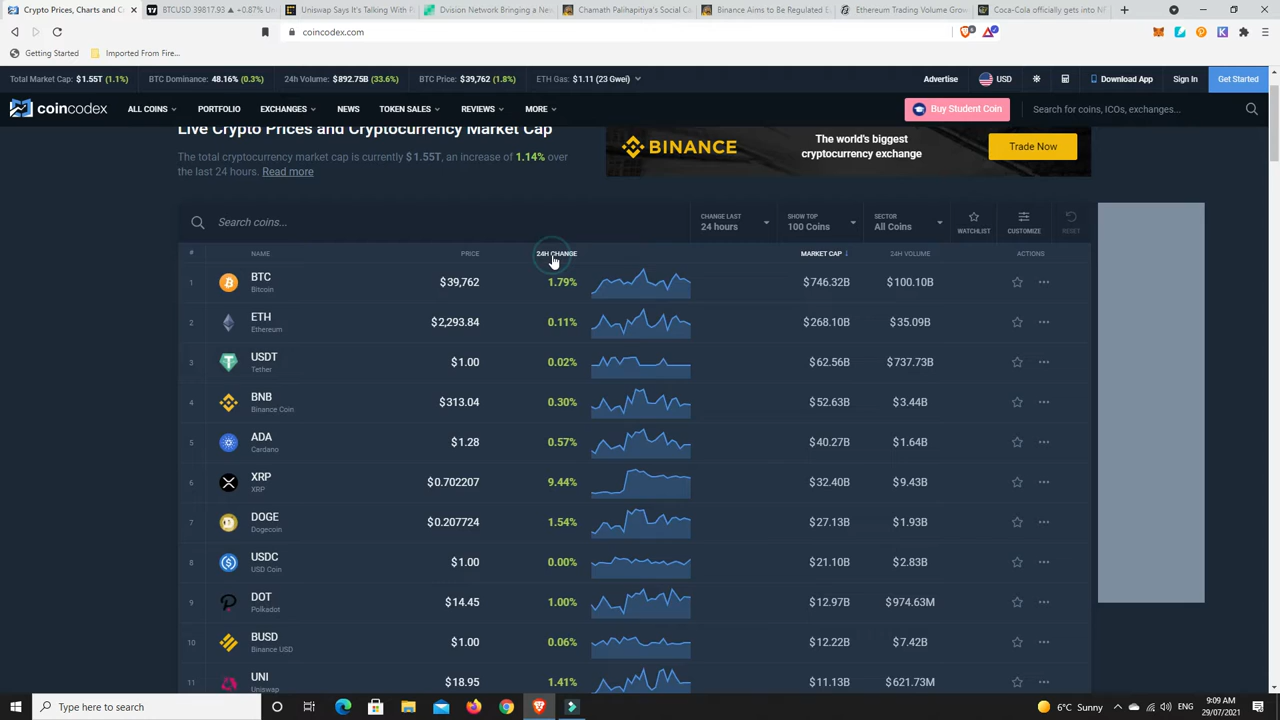 Crypto Prices, Charts and C
BTCUSD 39817.93 ▲ +0.87% Un
Uniswap Says It's Talking With P
Division Network Bringing a New
Chamath Palihapitiya's Social Ca
Binance Aims to Be Regulated E
Ethereum Trading Volume Grow
Coca-Cola officially gets into NF
coincodex.com
Getting Started
Imported From Fire...
Total Market Cap: $1.55T (1.1%)
BTC Dominance: 48.16% (0.3%)
24h Volume: $892.75B (33.6%)
BTC Price: $39,762 (1.8%)
ETH Gas: $1.11 (23 Gwei)
Advertise
USD
Download App
Sign In
Get Started
coincodex
ALL COINS
PORTFOLIO
EXCHANGES
NEWS
TOKEN SALES
REVIEWS
MORE
Buy Student Coin
Search for coins, ICOs, exchanges...
Live Crypto Prices and Cryptocurrency Market Cap
The total cryptocurrency market cap is currently $1.55T, an increase of 1.14% over
the last 24 hours. Read more
BINANCE
The world's biggest
cryptocurrency exchange
Trade Now
Search coins...
CHANGE LAST
24 hours
SHOW TOP
100 Coins
SECTOR
All Coins
WATCHLIST
CUSTOMIZE
RESET
# NAME PRICE 24H CHANGE MARKET CAP 24H VOLUME ACTIONS
1 BTC $39,762 1.79% $746.32B $100.10B
Bitcoin
2 ETH $2,293.84 0.11% $268.10B $35.09B
Ethereum
3 USDT $1.00 0.02% $62.56B $737.73B
Tether
4 BNB $313.04 0.30% $52.63B $3.44B
Binance Coin
5 ADA $1.28 0.57% $40.27B $1.64B
Cardano
6 XRP $0.702207 9.44% $32.40B $9.43B
XRP
7 DOGE $0.207724 1.54% $27.13B $1.93B
Dogecoin
8 USDC $1.00 0.00% $21.10B $2.83B
USD Coin
9 DOT $14.45 1.00% $12.97B $974.63M
Polkadot
10 BUSD $1.00 0.06% $12.22B $7.42B
Binance USD
11 UNI $18.95 1.41% $11.13B $621.73M
Uniswap
Type here to search
6°C Sunny
9:09 AM
29/07/2021